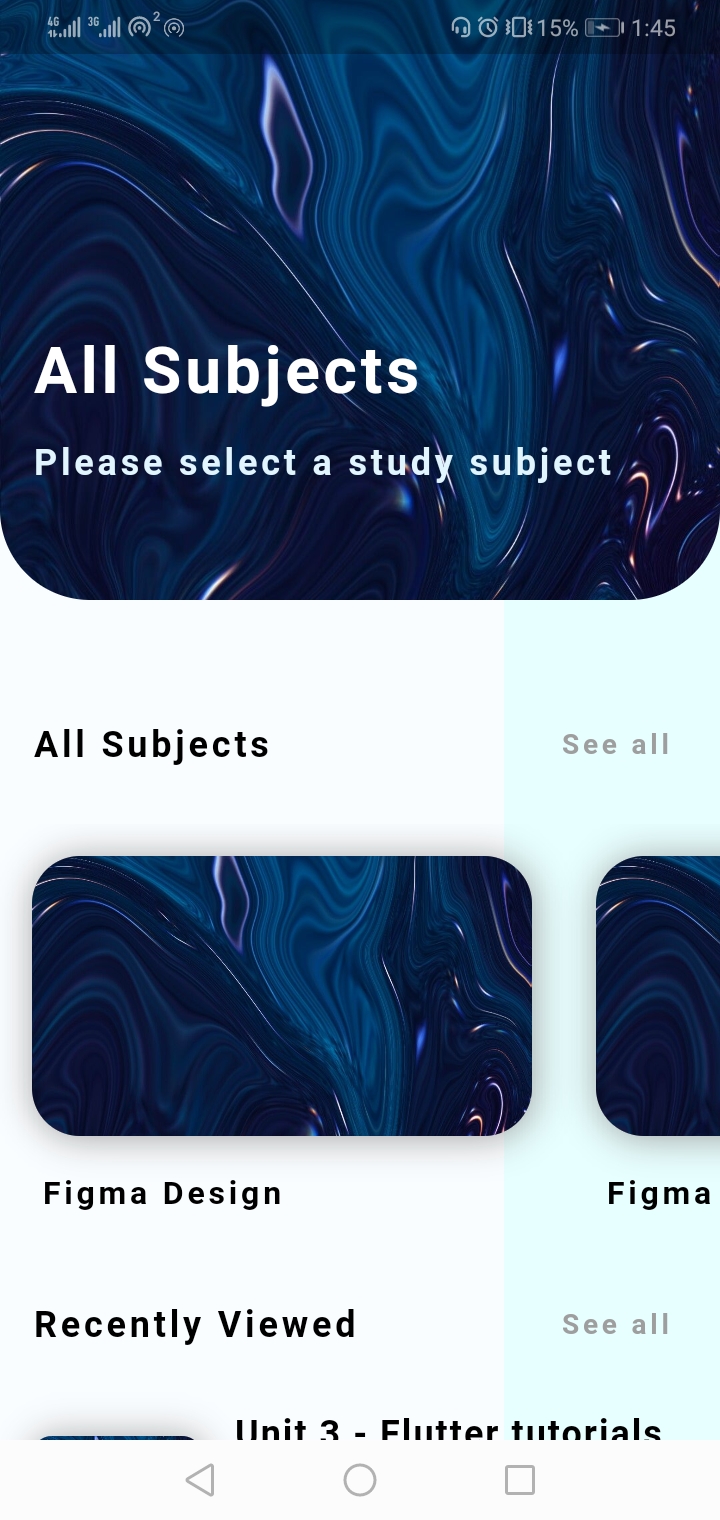 4G 3G 2 15% 1:45
All Subjects
Please select a study subject
All Subjects See all
Figma Design Figma
Recently Viewed See all
Unit 3 - Flutter tutorials